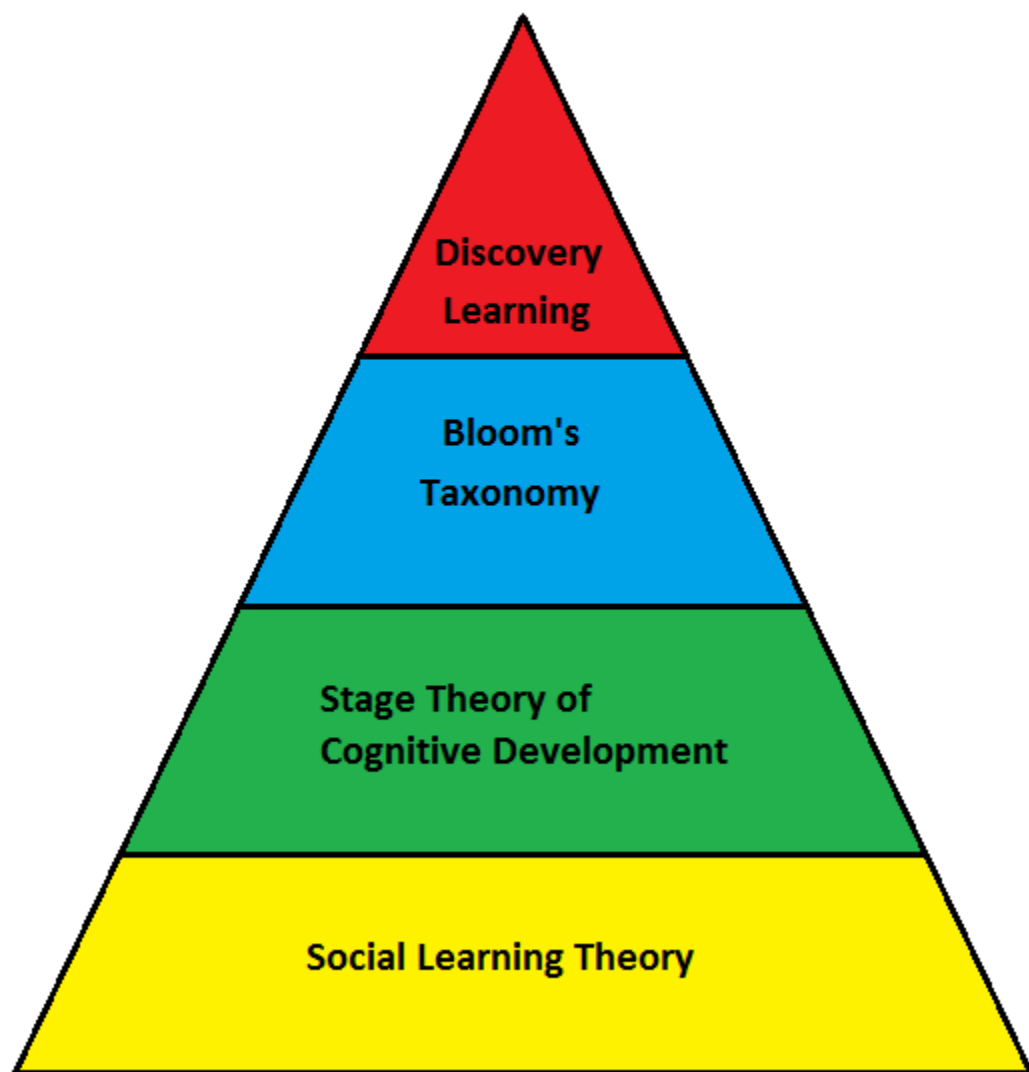 Discovery
Learning
Bloom's
Taxonomy
Stage Theory of
Cognitive Development
Social Learning Theory